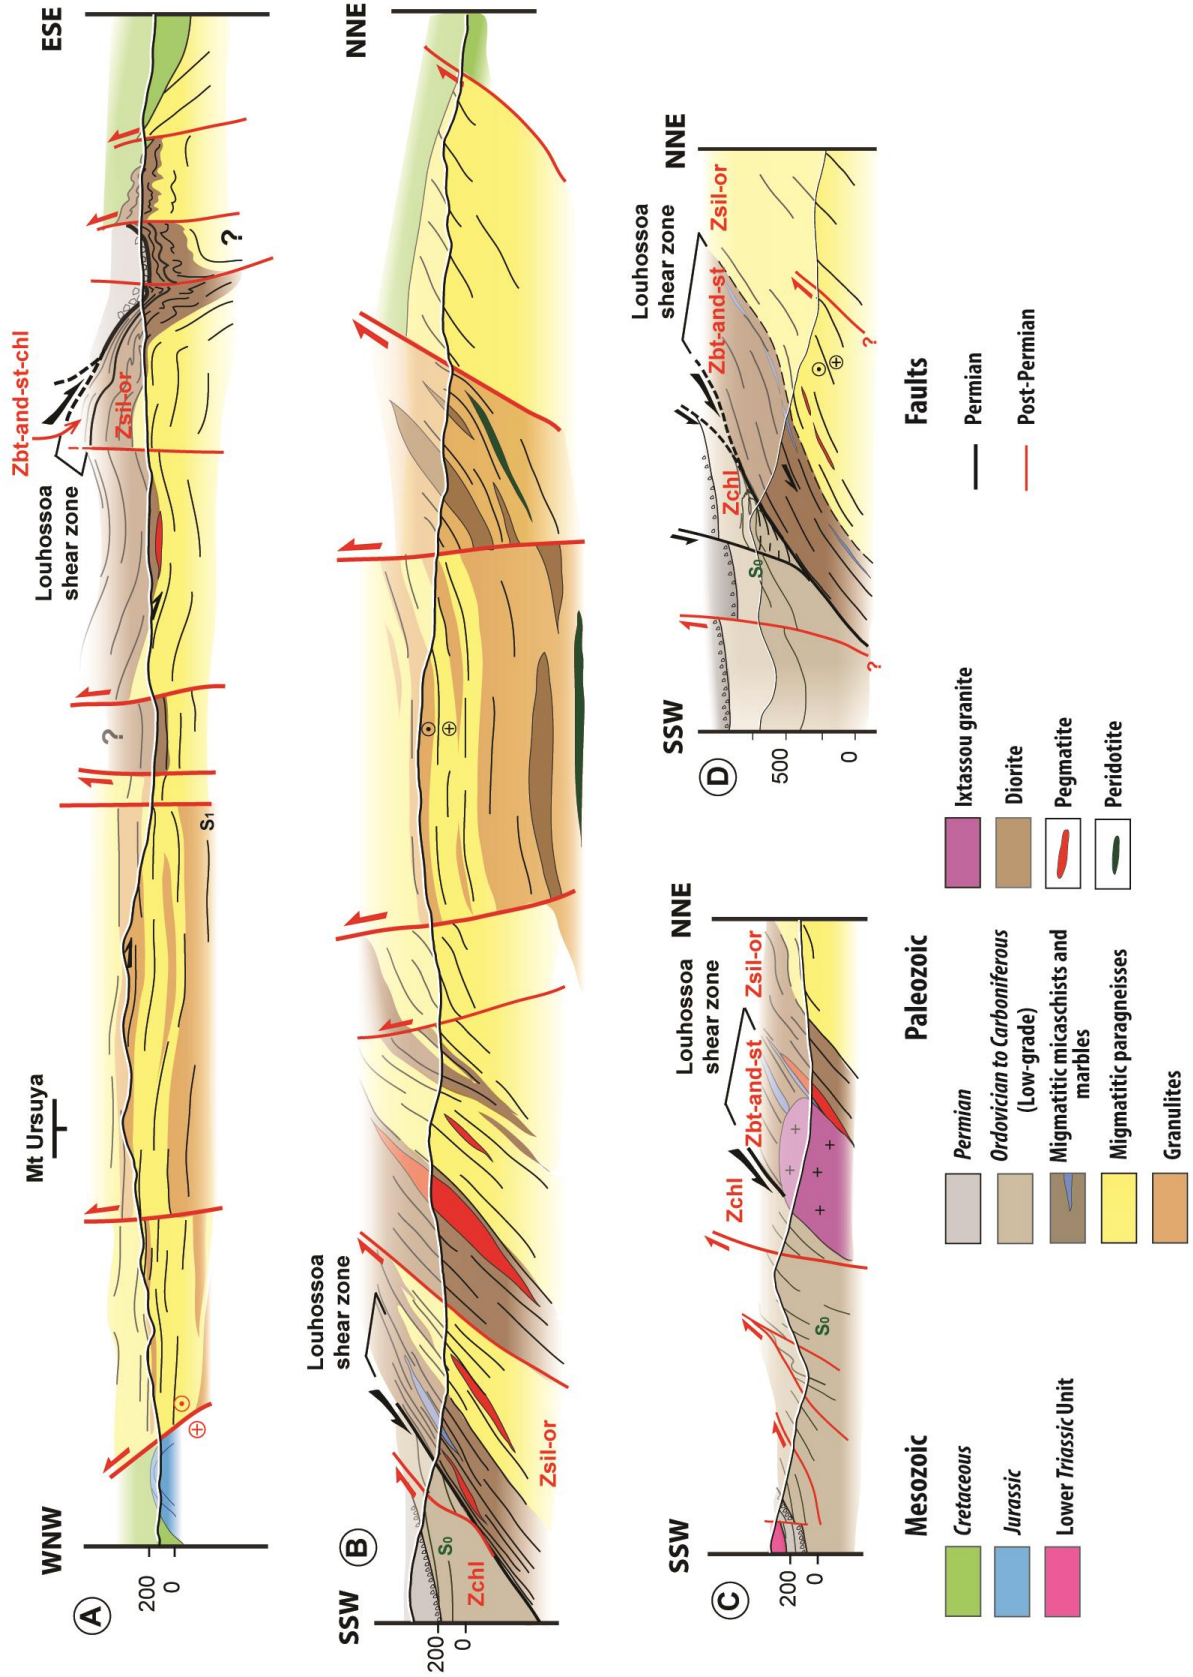 A
WNW
ESE
200
0
Mt Ursuya
S1
?
Louhossoa
shear zone
Zbt-and-st-chl
Zsil-or
?
B
SSW
NNE
200
0
S0
Zchl
Louhossoa
shear zone
Zsil-or
C
SSW
NNE
200
0
S0
Zchl
Zbt-and-st
Louhossoa
shear zone
Zsil-or
D
SSW
NNE
500
0
S0
Zchl
Zbt-and-st
Louhossoa
shear zone
Zsil-or
?
?
Mesozoic
Cretaceous
Jurassic
Lower Triassic Unit
Paleozoic
Permian
Ordovician to Carboniferous
(Low-grade)
Migmatitic micaschists and
marbles
Migmatitic paragneisses
Granulites
Ixtassou granite
Diorite
Pegmatite
Peridotite
Faults
Permian
Post-Permian